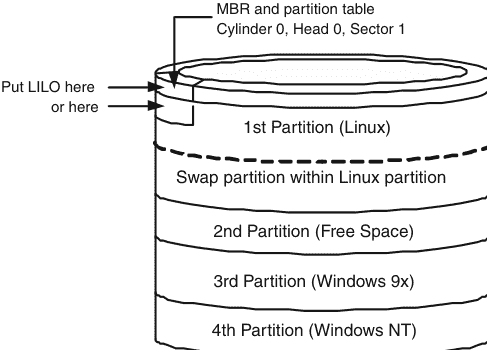 MBR and partition table
Cylinder 0, Head 0, Sector 1
Put LILO here
or here
1st Partition (Linux)
Swap partition within Linux partition
2nd Partition (Free Space)
3rd Partition (Windows 9x)
4th Partition (Windows NT)